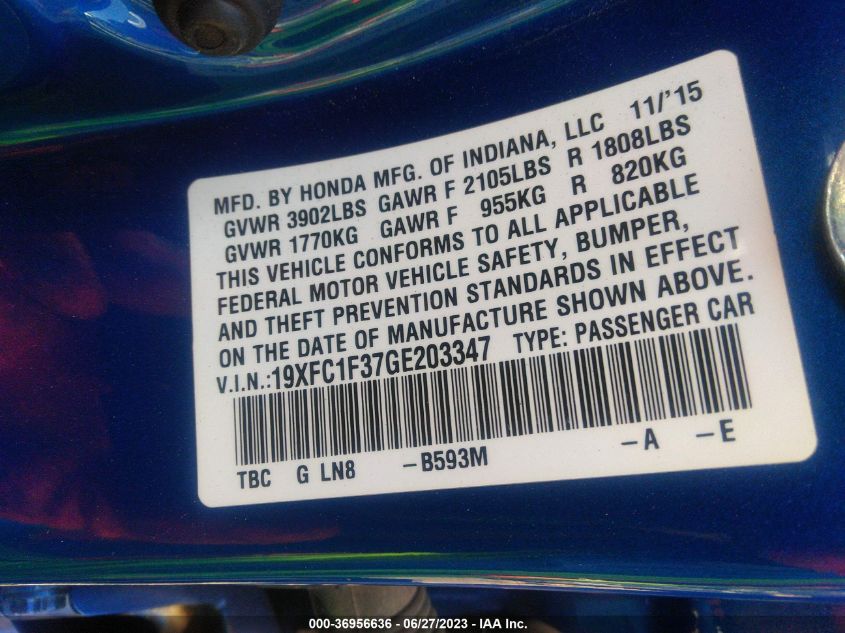 MFD. BY HONDA MFG. OF INDIANA, LLC 11/'15
GVWR 3902LBS GAWR F 2105LBS R 1808LBS
GVWR 1770KG GAWR F 955KG R 820KG
THIS VEHICLE CONFORMS TO ALL APPLICABLE
FEDERAL MOTOR VEHICLE SAFETY, BUMPER,
AND THEFT PREVENTION STANDARDS IN EFFECT
ON THE DATE OF MANUFACTURE SHOWN ABOVE.
V.I.N.:19XFC1F37GE203347 TYPE: PASSENGER CAR
TBC G LN8 -B593M -A -E
000-36956636 - 06/27/2023 - IAA Inc.